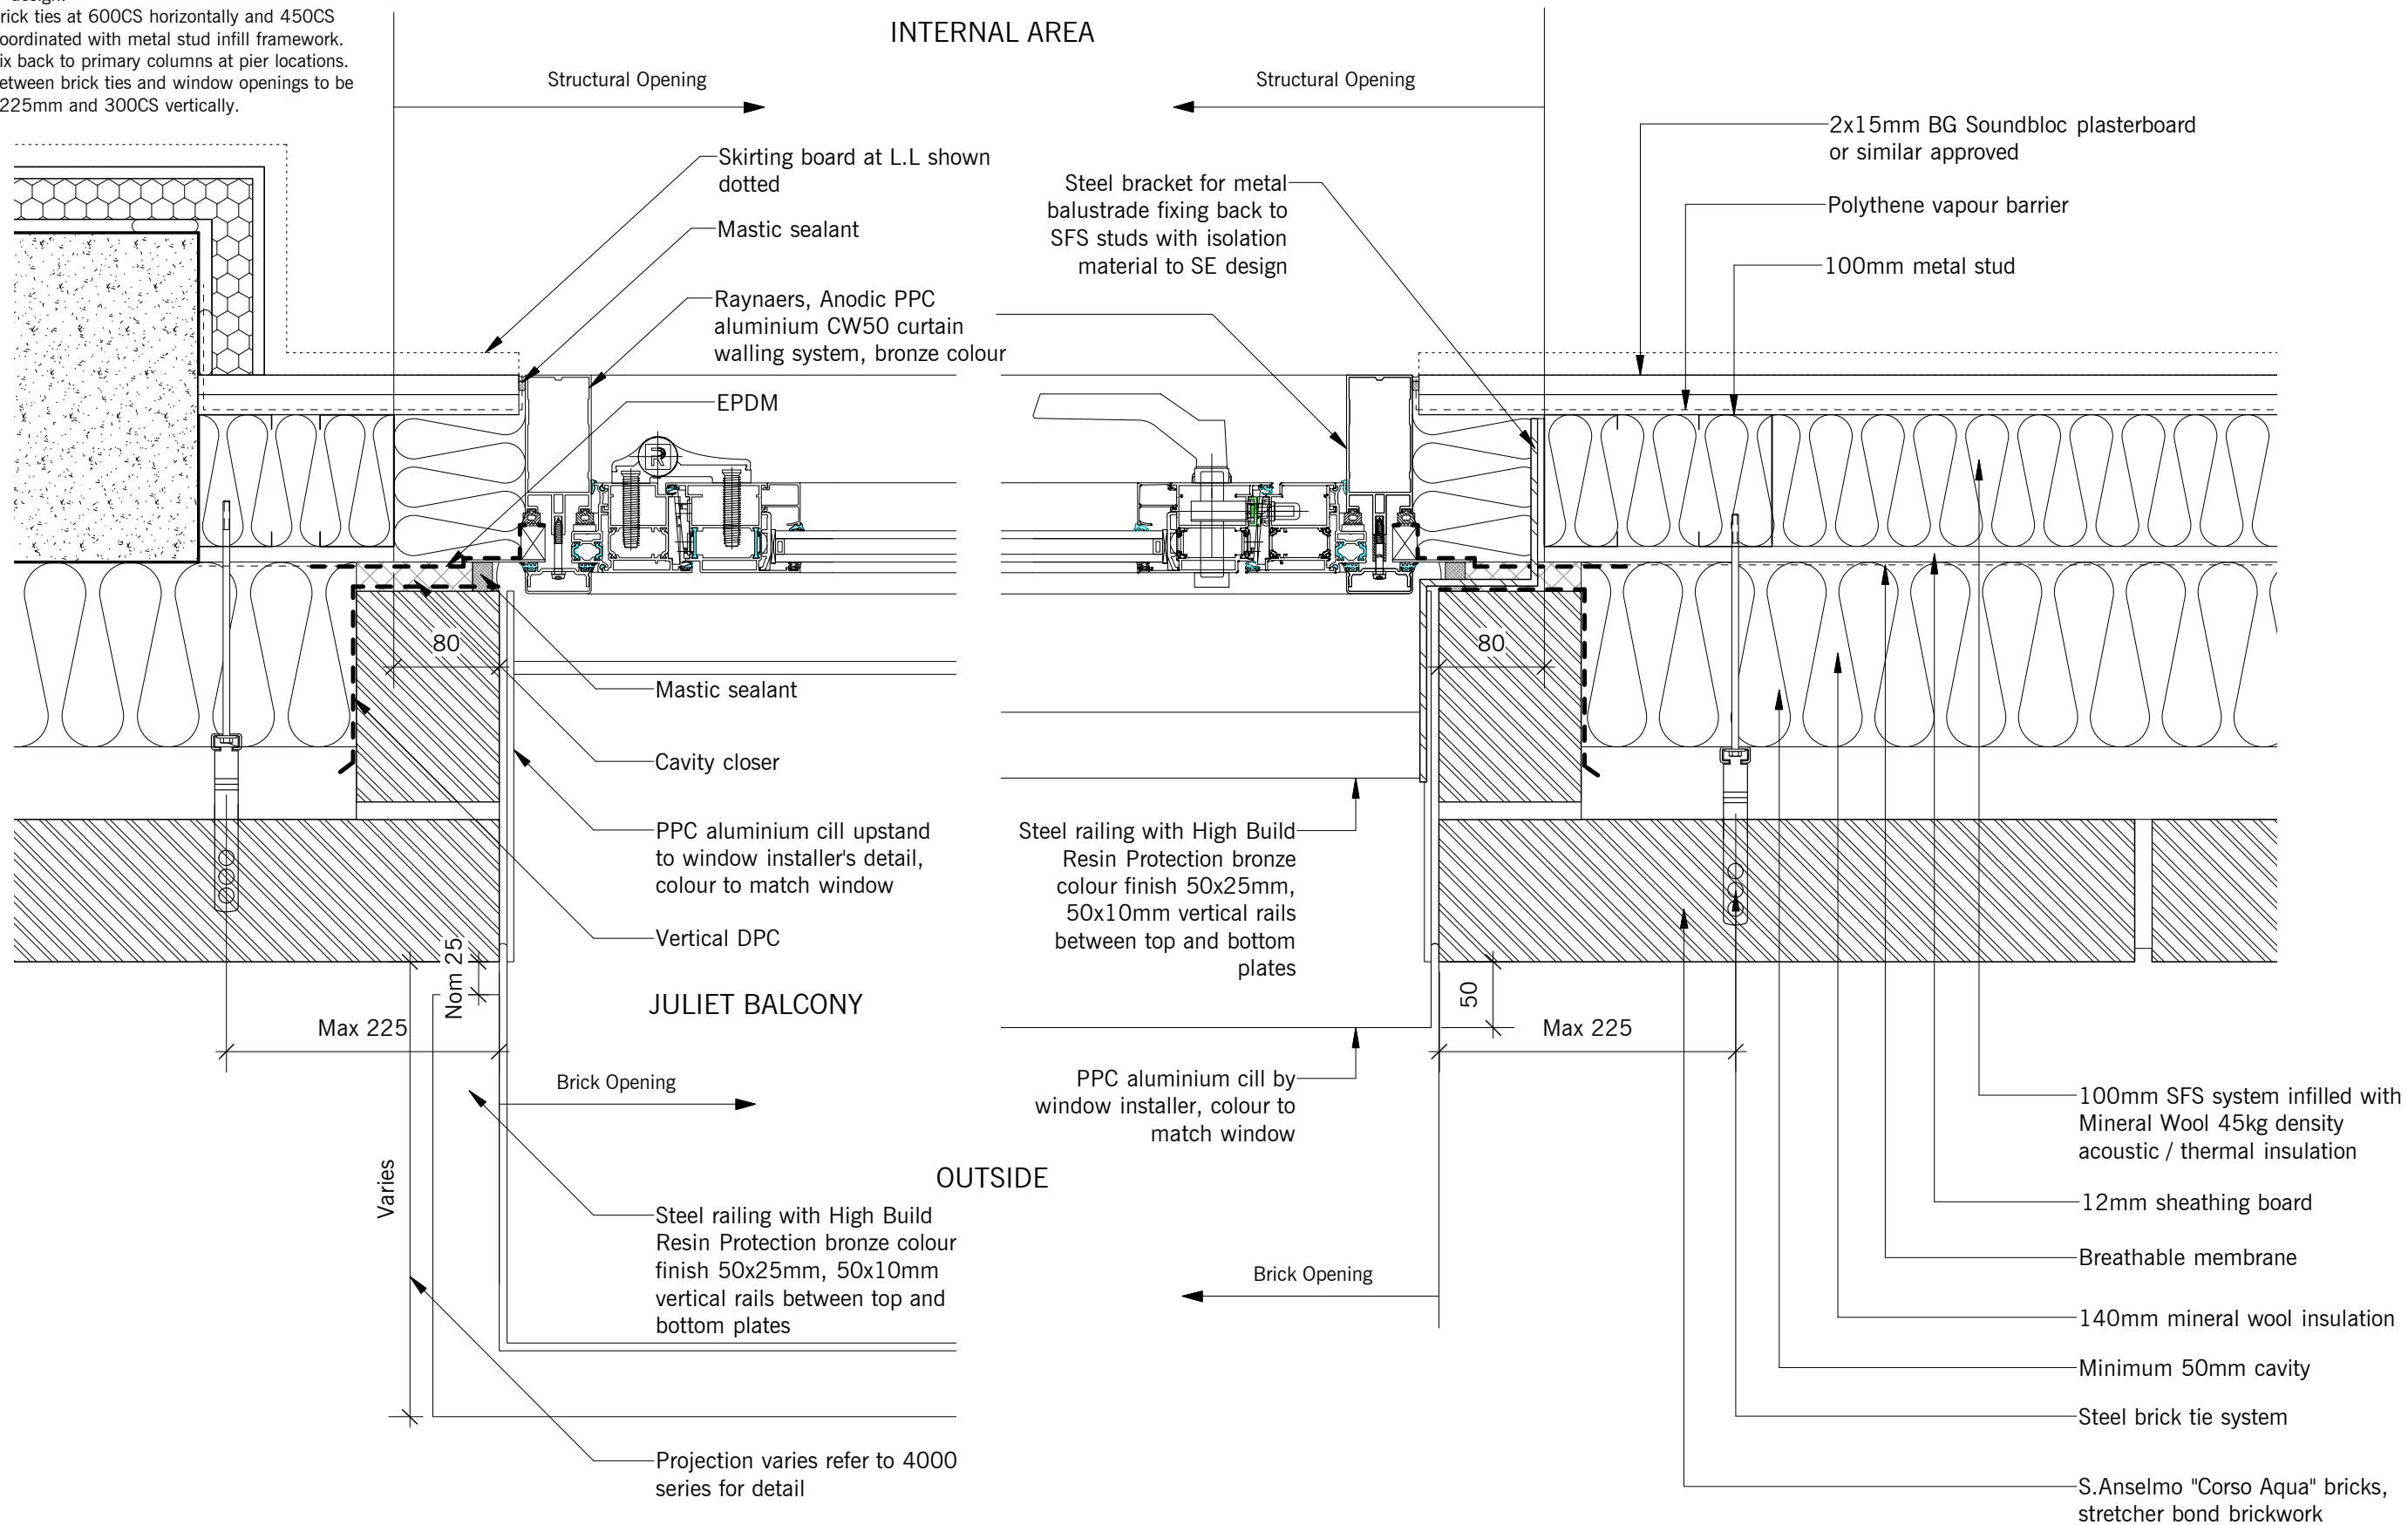 design.
rick ties at 600CS horizontally and 450CS
oordinated with metal stud infill framework.
ix back to primary columns at pier locations.
etween brick ties and window openings to be
225mm and 300CS vertically.
INTERNAL AREA
Structural Opening
Structural Opening
Skirting board at L.L shown
dotted
Mastic sealant
Raynaers, Anodic PPC
aluminium CW50 curtain
walling system, bronze colour
EPDM
Steel bracket for metal
balustrade fixing back to
SFS studs with isolation
material to SE design
2x15mm BG Soundbloc plasterboard
or similar approved
Polythene vapour barrier
100mm metal stud
R
80
80
Mastic sealant
Cavity closer
PPC aluminium cill upstand
to window installer's detail,
colour to match window
Vertical DPC
Steel railing with High Build
Resin Protection bronze
colour finish 50x25mm,
50x10mm vertical rails
between top and bottom
plates
Nom 25
50
JULIET BALCONY
Max 225
Max 225
Brick Opening
PPC aluminium cill by
window installer, colour to
match window
OUTSIDE
Varies
Steel railing with High Build
Resin Protection bronze colour
finish 50x25mm, 50x10mm
vertical rails between top and
bottom plates
Brick Opening
Projection varies refer to 4000
series for detail
100mm SFS system infilled with
Mineral Wool 45kg density
acoustic / thermal insulation
12mm sheathing board
Breathable membrane
140mm mineral wool insulation
Minimum 50mm cavity
Steel brick tie system
S.Anselmo "Corso Aqua" bricks,
stretcher bond brickwork